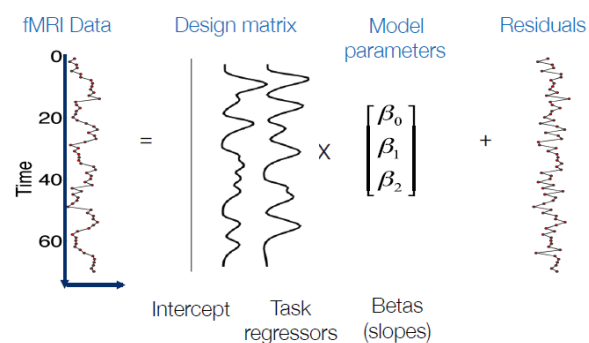 fMRI Data
Design matrix
Model
parameters
Residuals
0
20
40
60
Time
=
X
β0
β1
β2
+
Intercept
Task
regressors
Betas
(slopes)